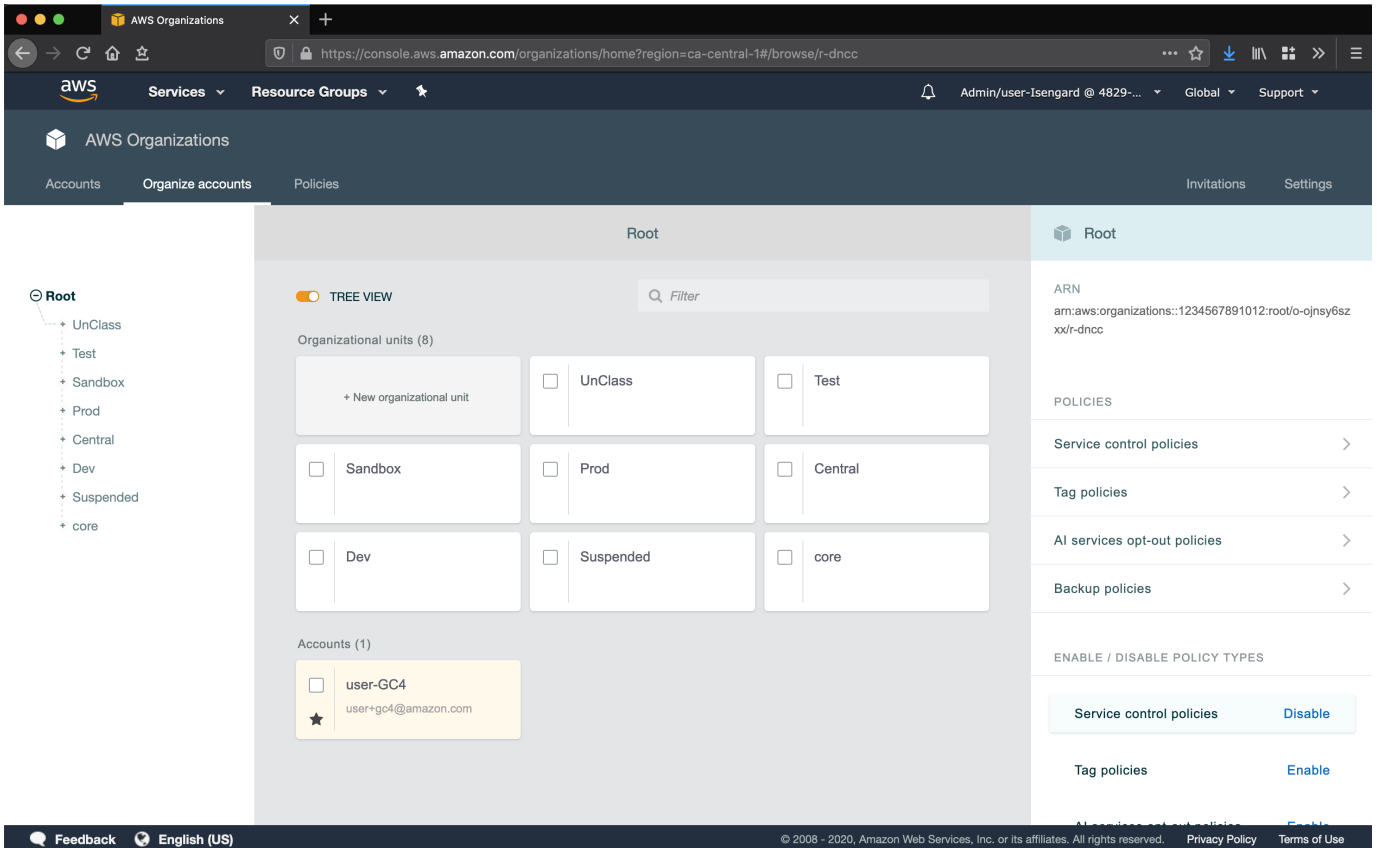 AWS Organizations
https://console.aws.amazon.com/organizations/home?region=ca-central-1#/browse/r-dncc
aws
Services
Resource Groups
Admin/user-Isengard @ 4829-...
Global
Support
AWS Organizations
Accounts
Organize accounts
Policies
Invitations
Settings
Root
UnClass
Test
Sandbox
Prod
Central
Dev
Suspended
core
Root
TREE VIEW
Filter
Organizational units (8)
+ New organizational unit
UnClass
Test
Sandbox
Prod
Central
Dev
Suspended
core
Accounts (1)
user-GC4
user+gc4@amazon.com
Root
ARN
arn:aws:organizations::1234567891012:root/o-ojnsy6sz
xx/r-dncc
POLICIES
Service control policies
Tag policies
AI services opt-out policies
Backup policies
ENABLE / DISABLE POLICY TYPES
Service control policies
Disable
Tag policies
Enable
AI services opt-out policies
Enable
Feedback
English (US)
© 2008 - 2020, Amazon Web Services, Inc. or its affiliates. All rights reserved.
Privacy Policy
Terms of Use